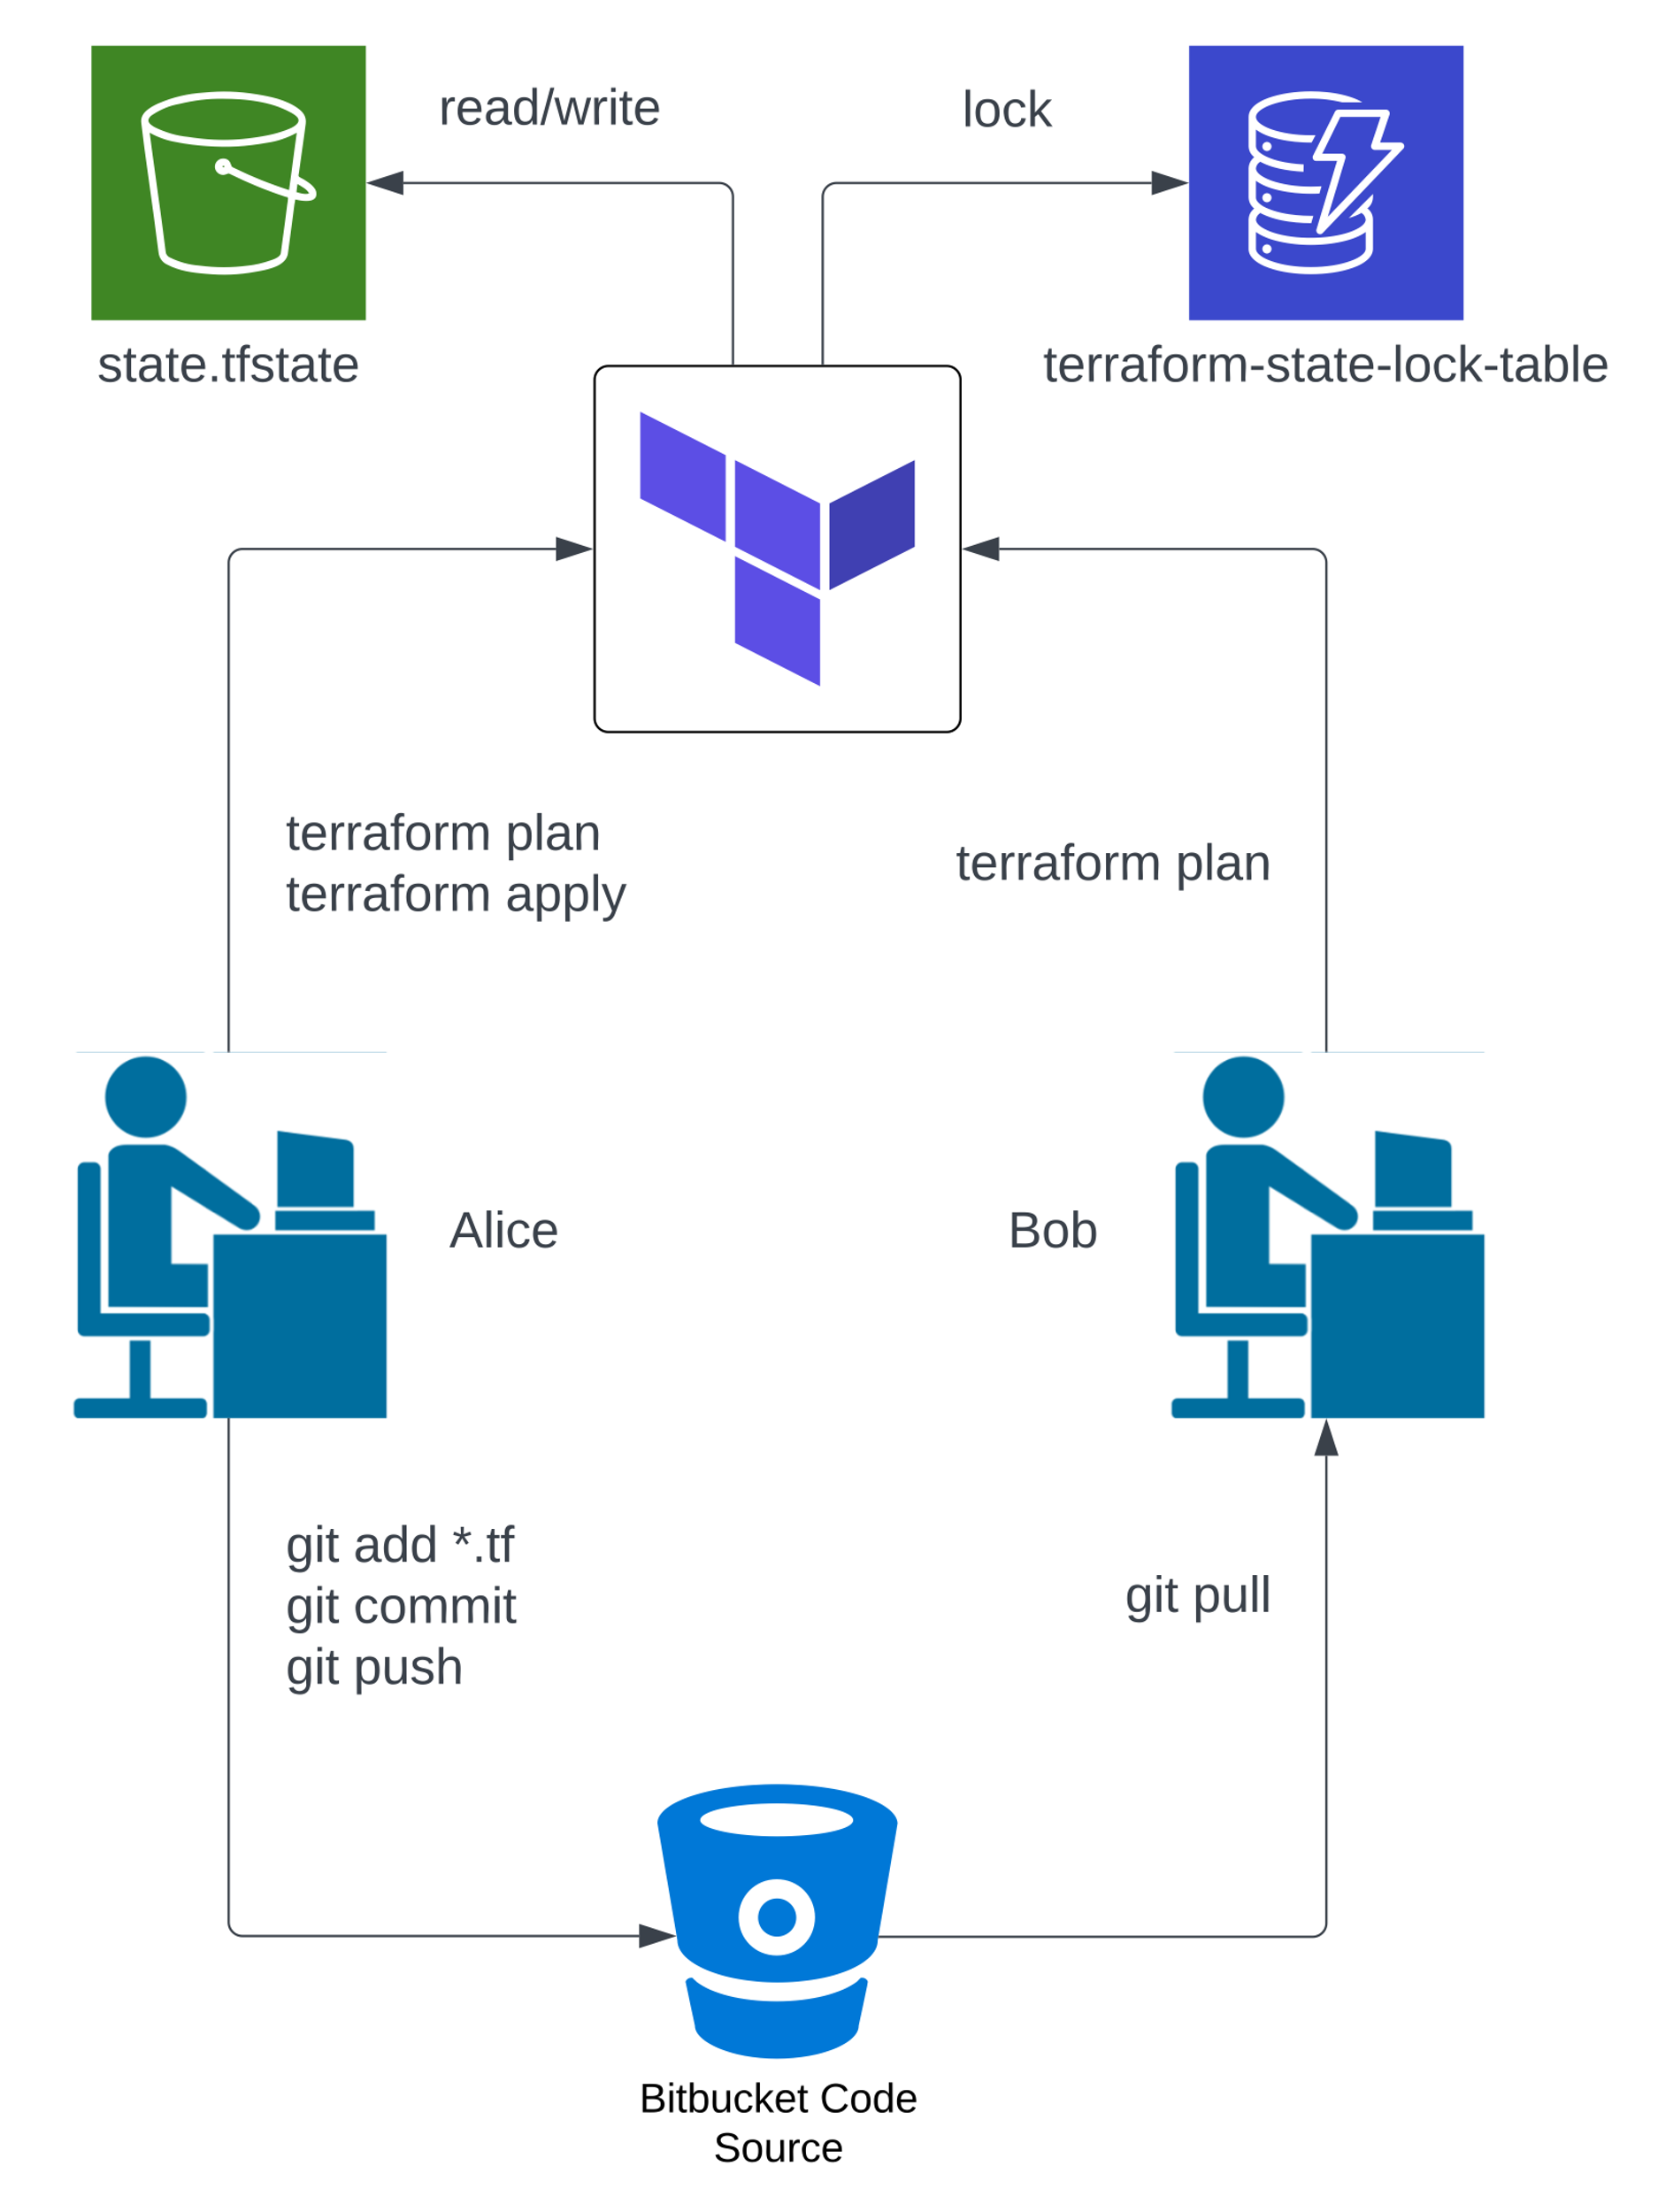 read/write
lock
state.tfstate
terraform-state-lock-table
terraform plan
terraform apply
terraform plan
Alice
Bob
git add *.tf
git commit
git push
git pull
Bitbucket Code
Source